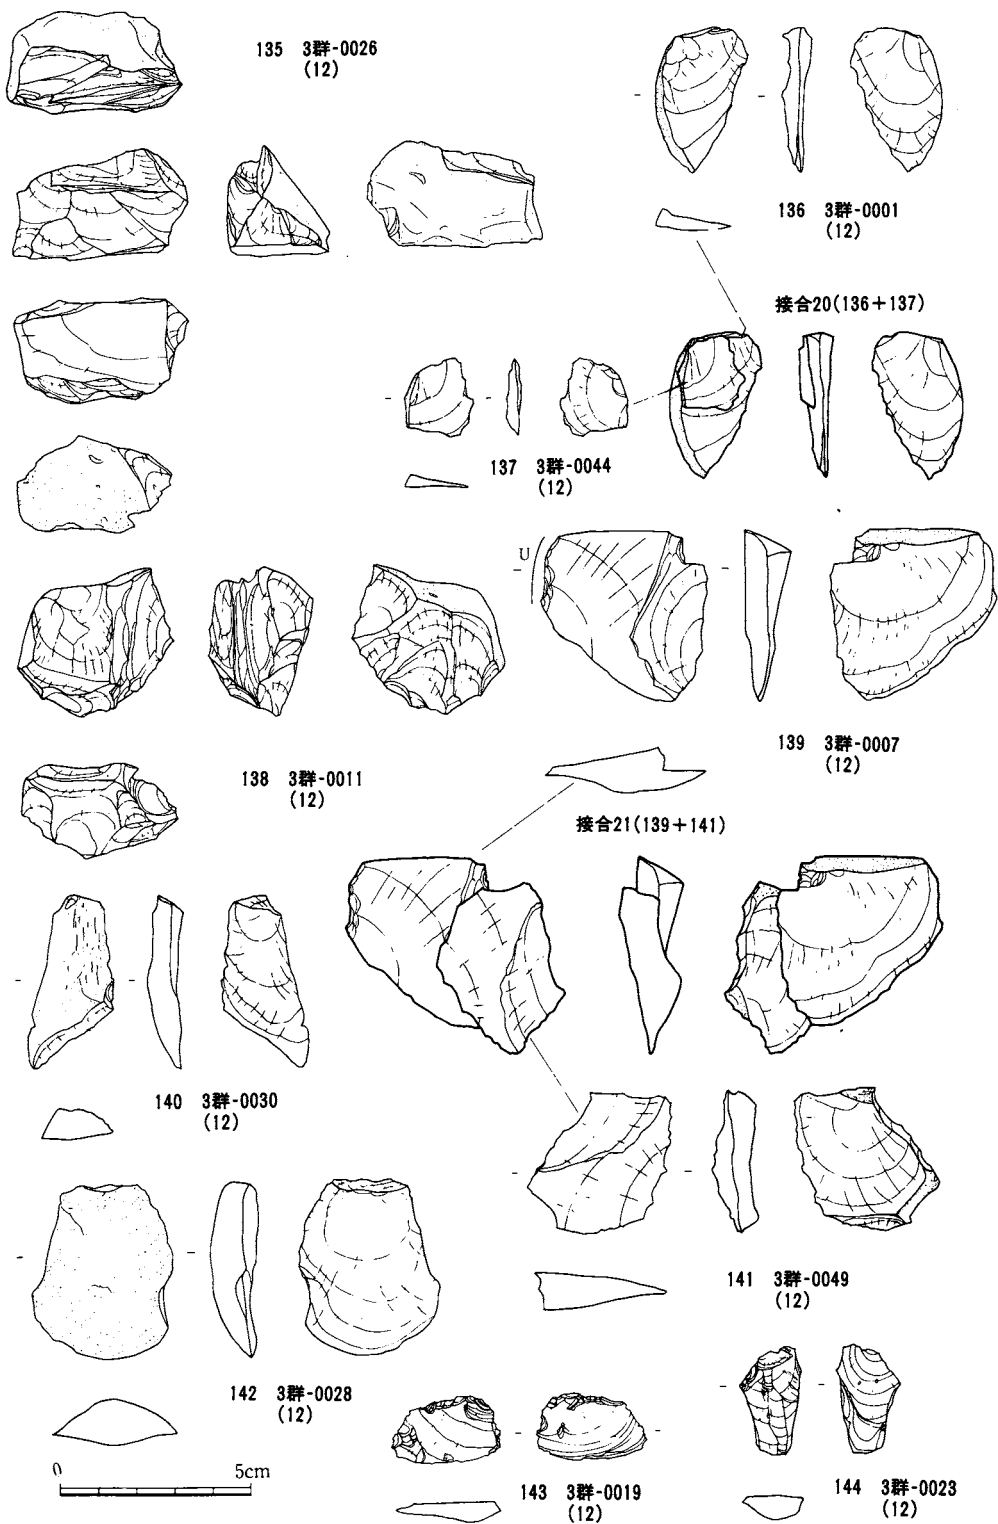 135 3群-0026
(12)
136 3群-0001
(12)
接合20(136+137)
137 3群-0044
(12)
U
139 3群-0007
(12)
138 3群-0011
(12)
接合21(139+141)
140 3群-0030
(12)
141 3群-0049
(12)
142 3群-0028
(12)
0 5cm
143 3群-0019
(12)
144 3群-0023
(12)